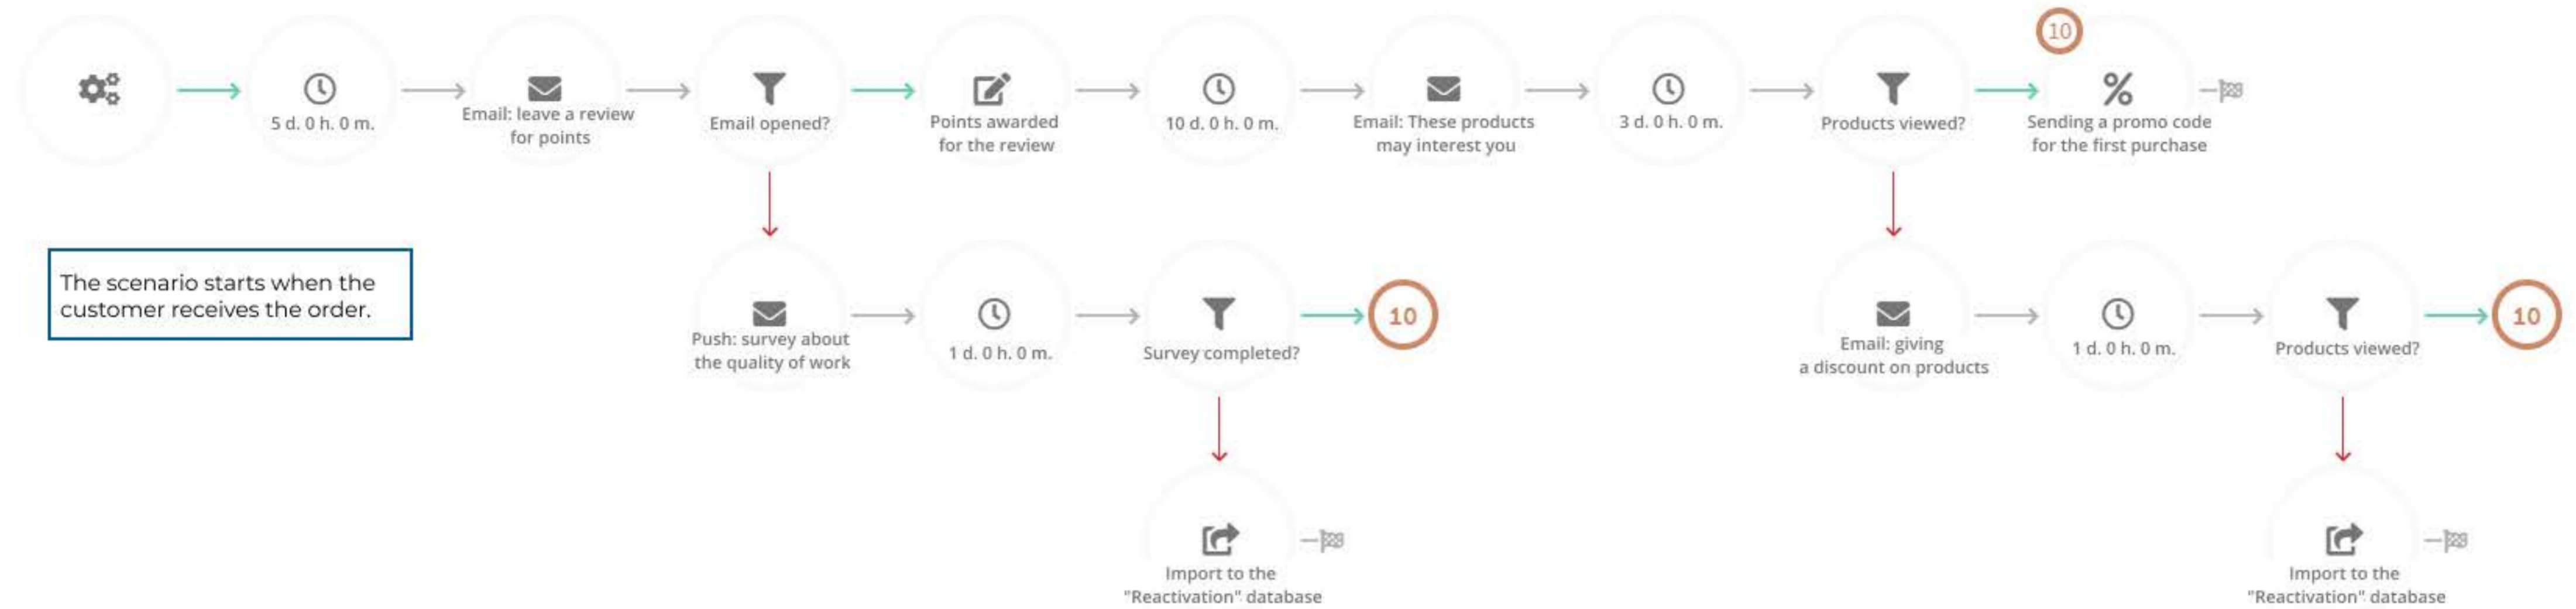 10
5 d. 0 h. 0 m.
Email: leave a review
for points
Email opened?
Points awarded
for the review
10 d. 0 h. 0 m.
Email: These products
may interest you
3 d. 0 h. 0 m.
Products viewed?
Sending a promo code
for the first purchase
The scenario starts when the
customer receives the order.
Push: survey about
the quality of work
1 d. 0 h. 0 m.
Survey completed?
10
Email: giving
a discount on products
1 d. 0 h. 0 m.
Products viewed?
10
Import to the
"Reactivation" database
Import to the
"Reactivation" database